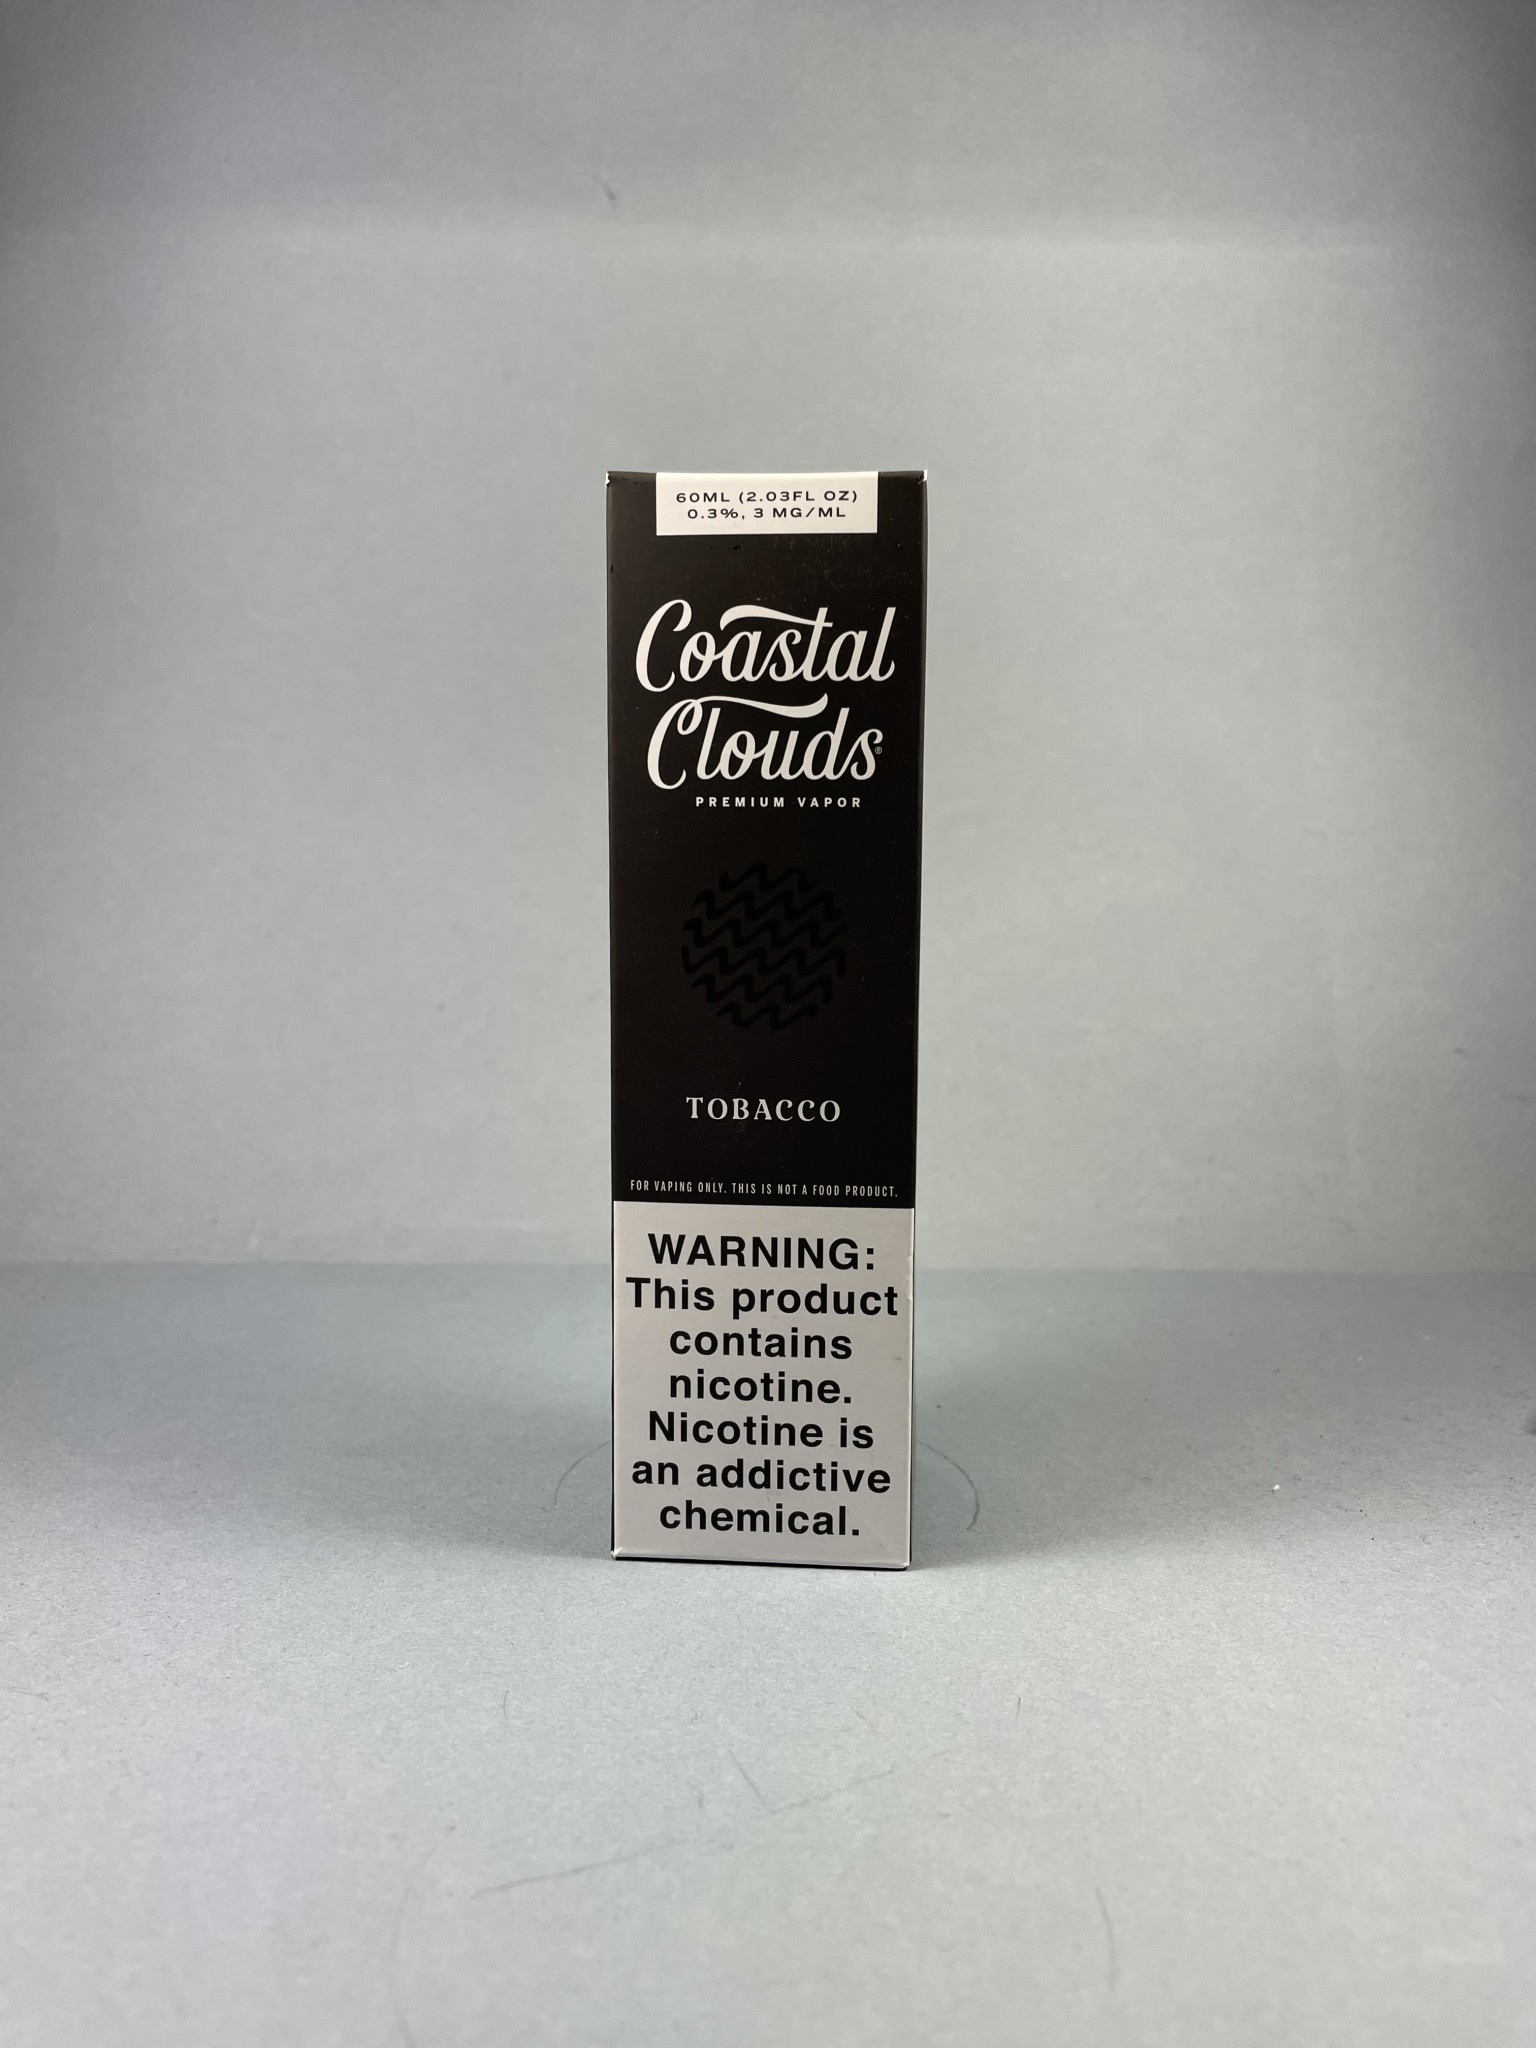 60ML (2.03FL OZ)
0.3%, 3 MG/ML
Coastal
Clouds®
PREMIUM VAPOR
TOBACCO
FOR VAPING ONLY. THIS IS NOT A FOOD PRODUCT.
WARNING:
This product
contains
nicotine.
Nicotine is
an addictive
chemical.